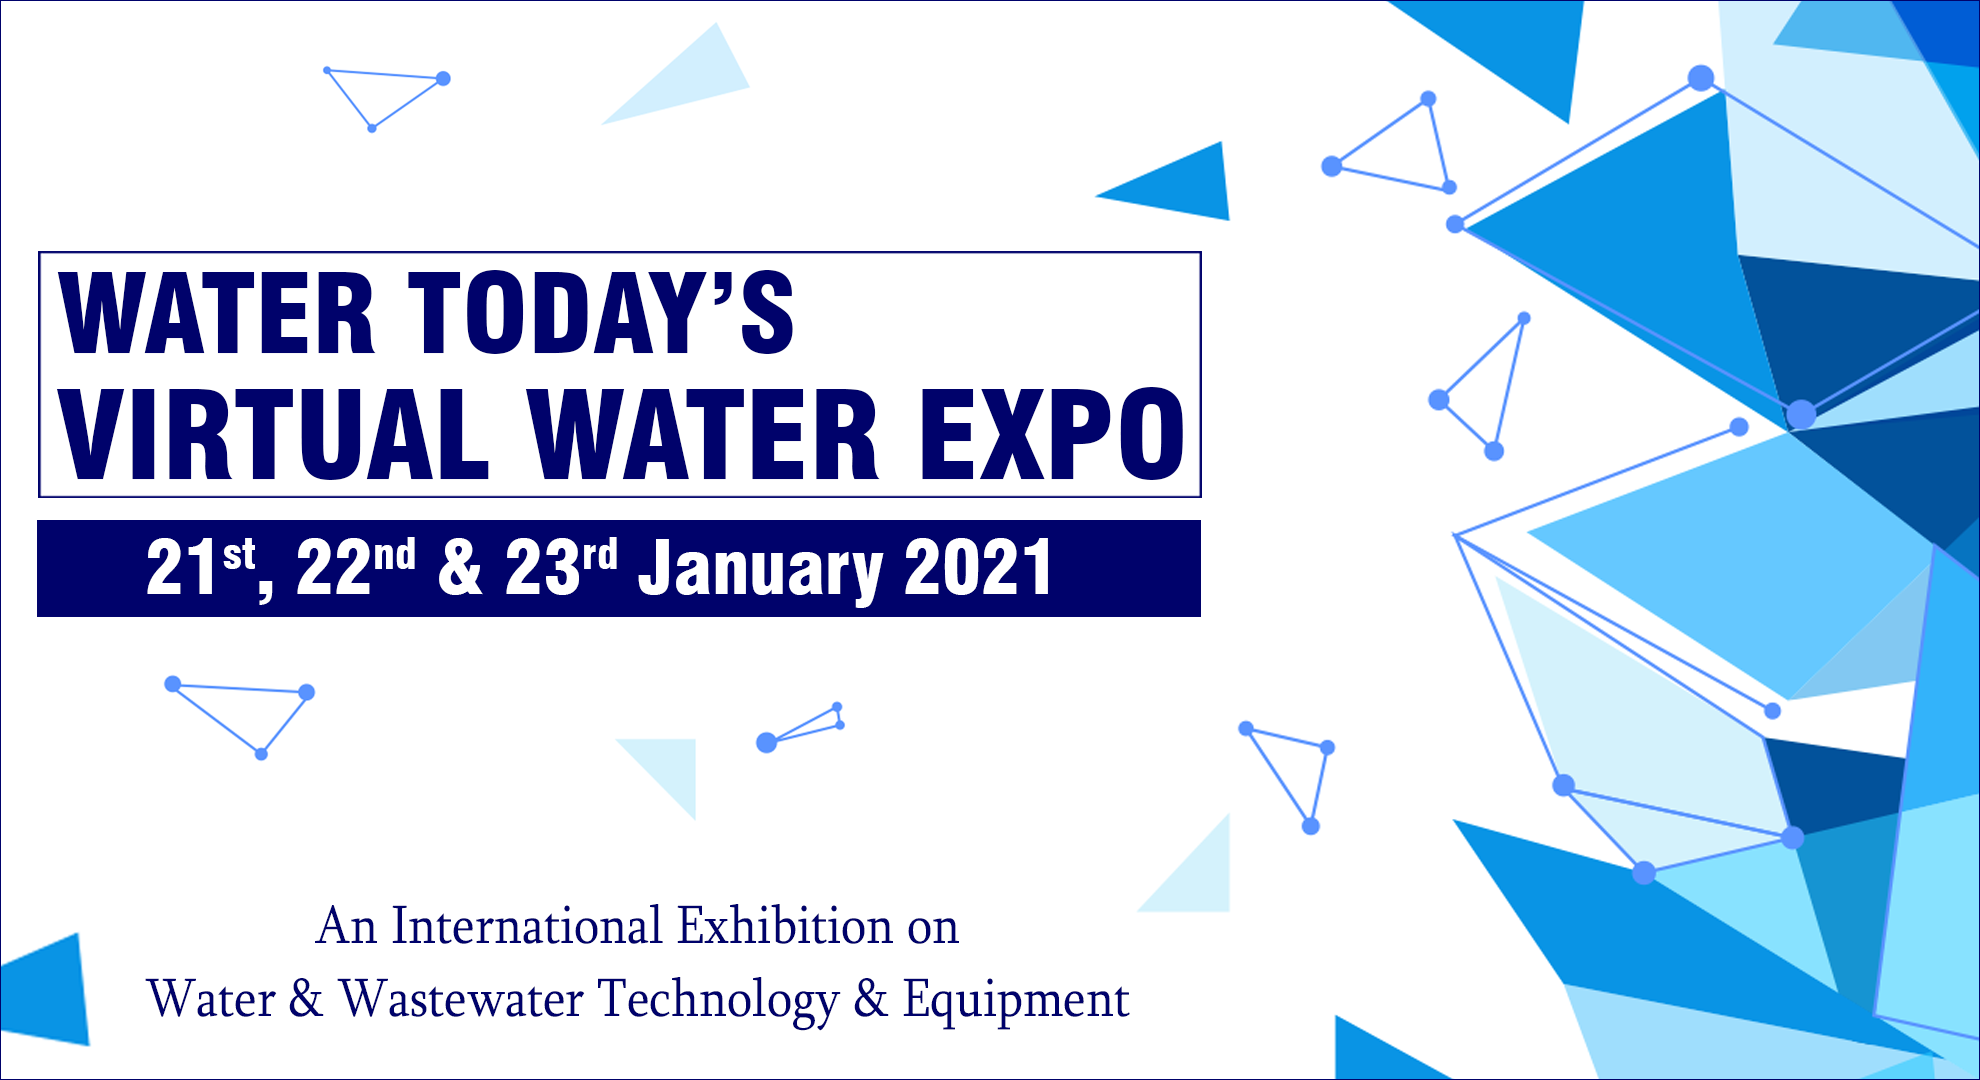 WATER TODAY’S
VIRTUAL WATER EXPO
21st, 22nd & 23rd January 2021
An International Exhibition on
Water & Wastewater Technology & Equipment